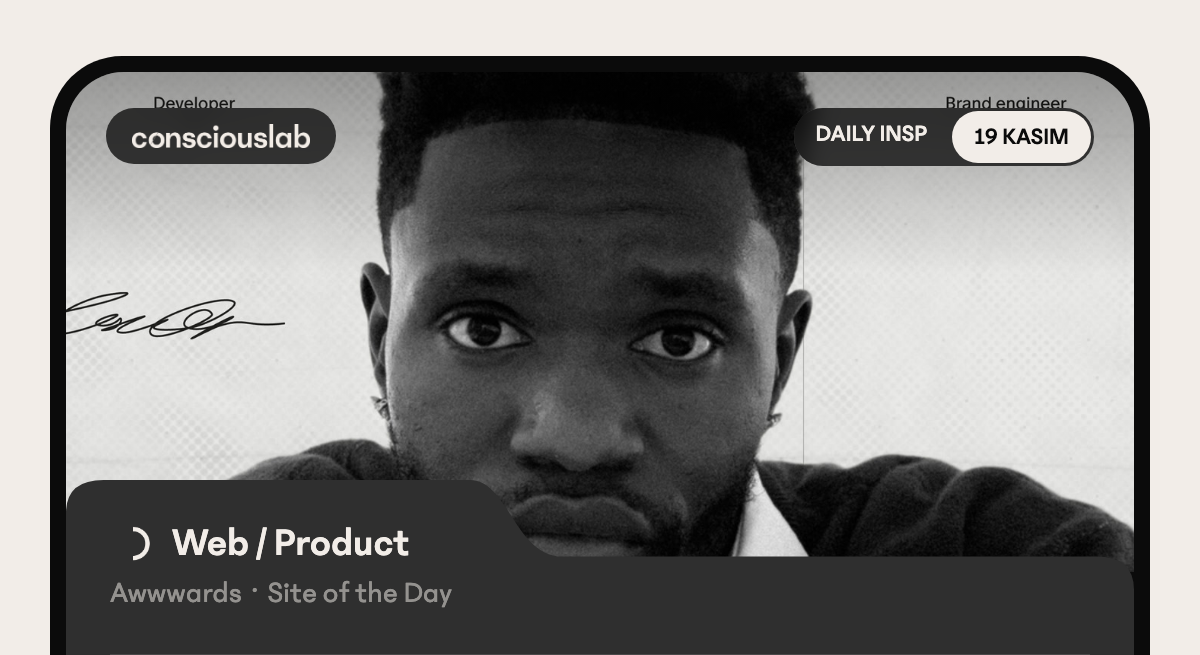 Developer
Brand engineer
consciouslab
DAILY INSP
19 KASIM
Web / Product
Awwwards · Site of the Day